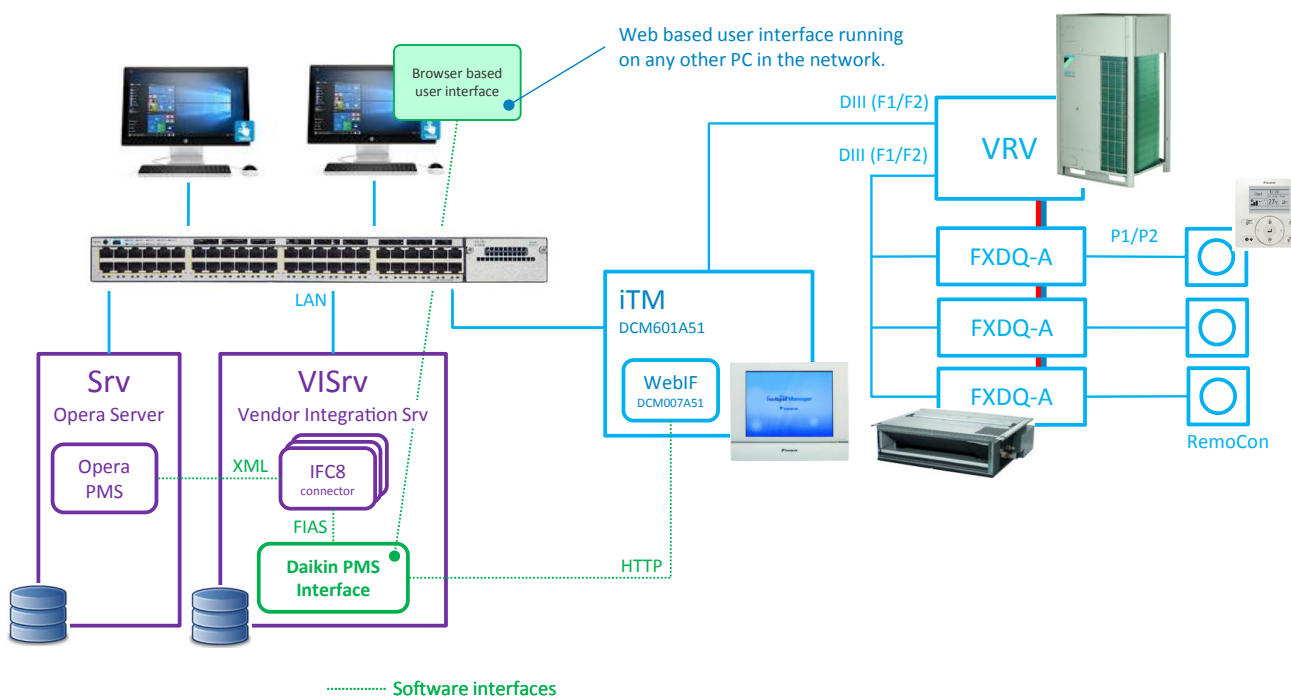 Web based user interface running
on any other PC in the network.
Browser based
user interface
DIII (F1/F2)
VRV
DIII (F1/F2)
P1/P2
FXDQ-A
LAN
iTM
DCM601A51
FXDQ-A
WebIF
DCM007A51
FXDQ-A
RemoCon
Srv
Opera Server
VISrv
Vendor Integration Srv
Opera
PMS
XML
IFC8
connector
FIAS
Daikin PMS
Interface
HTTP
Software interfaces